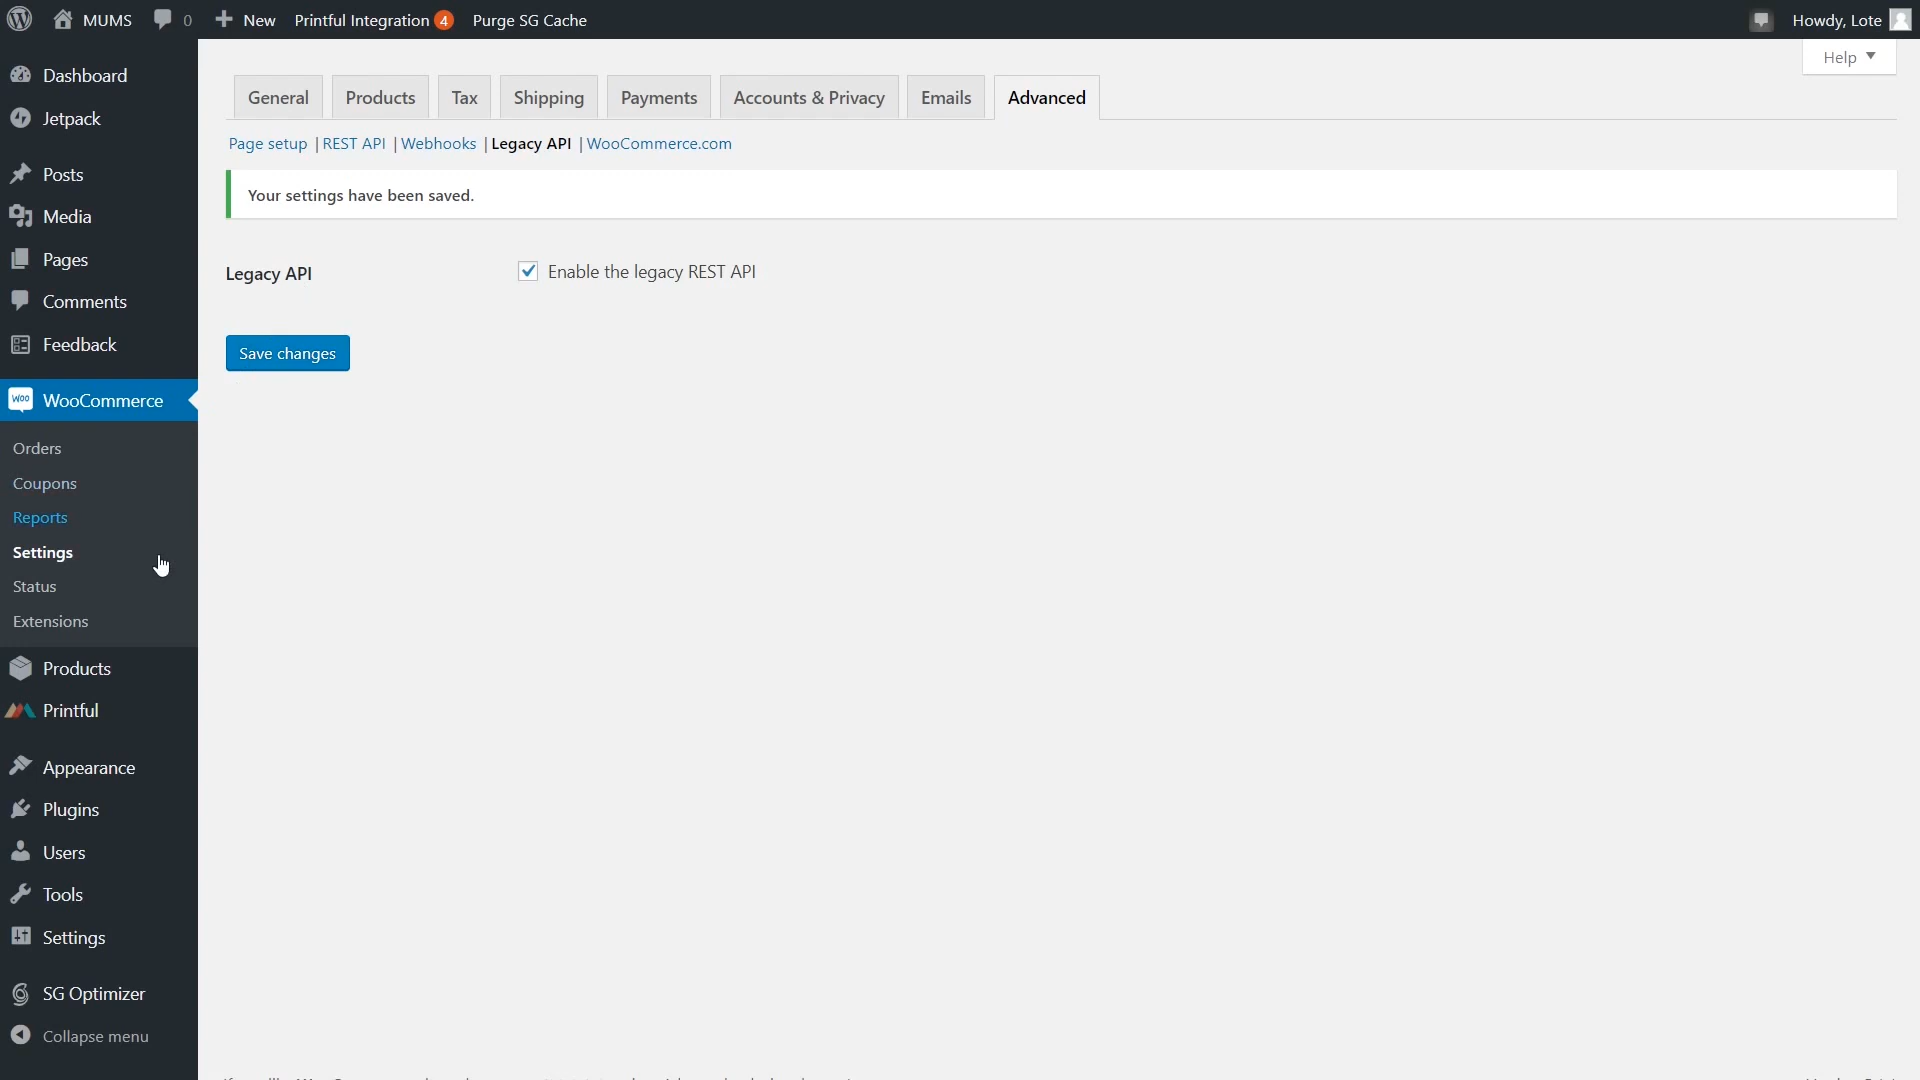 MUMS 0 New Printful Integration 4 Purge SG Cache Howdy, Lote
Help
Dashboard
Jetpack
Posts
Media
Pages
Comments
Feedback
woo WooCommerce
Orders
Coupons
Reports
Settings
Status
Extensions
Products
Printful
Appearance
Plugins
Users
Tools
Settings
SG Optimizer
Collapse menu
General Products Tax Shipping Payments Accounts & Privacy Emails Advanced
Page setup | REST API | Webhooks | Legacy API | WooCommerce.com
Your settings have been saved.
Legacy API Enable the legacy REST API
Save changes